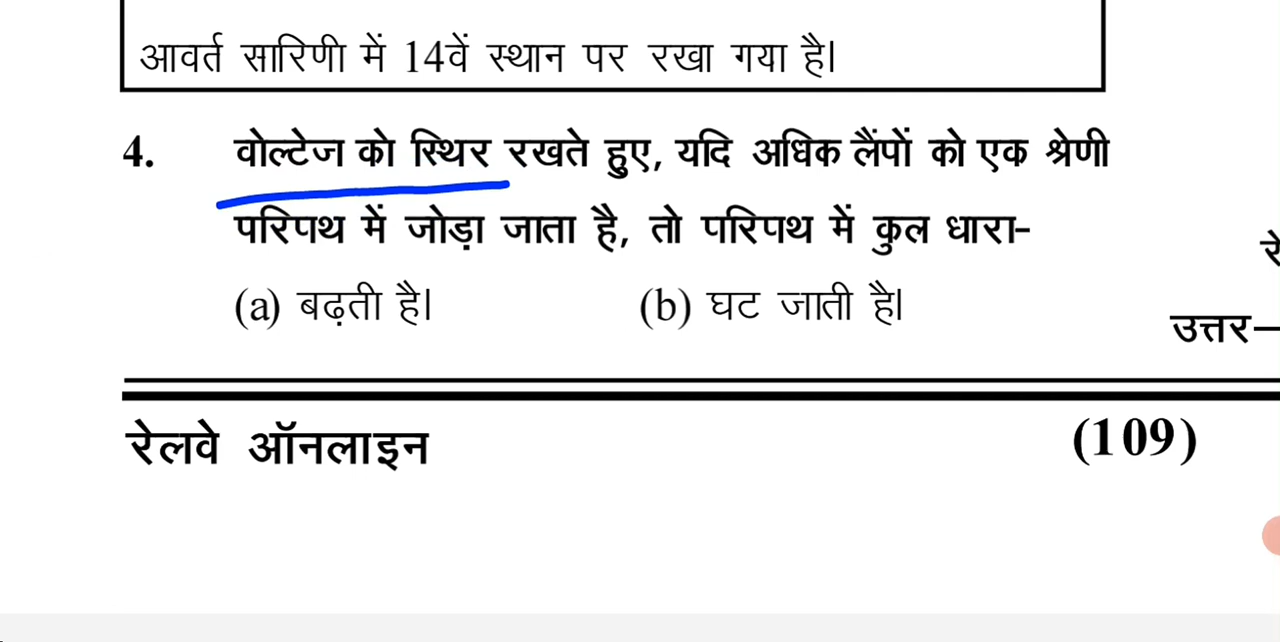 आवर्त सारिणी में 14वें स्थान पर रखा गया है।
4. वोल्टेज को स्थिर रखते हुए, यदि अधिक लैंपों को एक श्रेणी
परिपथ में जोड़ा जाता है, तो परिपथ में कुल धारा-
(a) बढ़ती है। (b) घट जाती है।
उत्तर–
रेलवे ऑनलाइन (109)